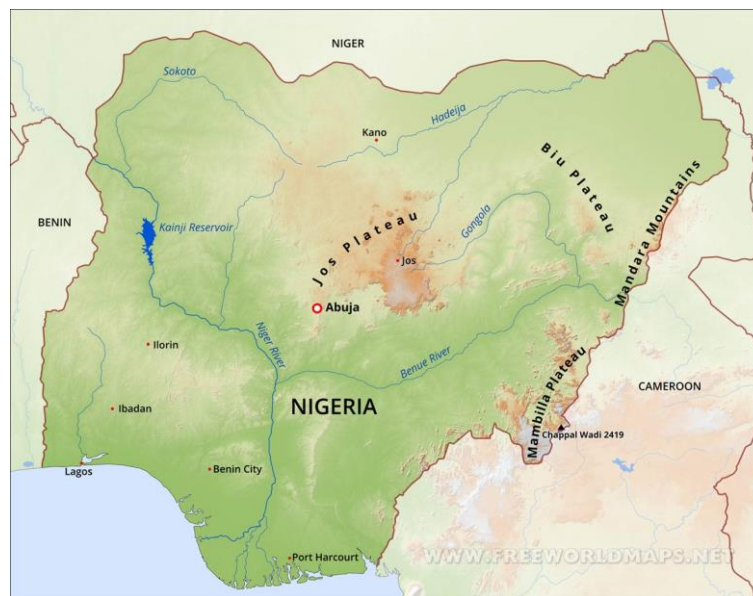 NIGER
Sokoto
Kano
Hadeija
Biu Plateau
BENIN
Kainji Reservoir
Jos Plateau
Gongola
Mandara Mountains
Jos
Abuja
Niger River
Ilorin
Benue River
Mambilla Plateau
CAMEROON
Ibadan
NIGERIA
Chappal Wadi 2419
Lagos
Benin City
Port Harcourt
WWW.FREEWORLDMAPS.NET